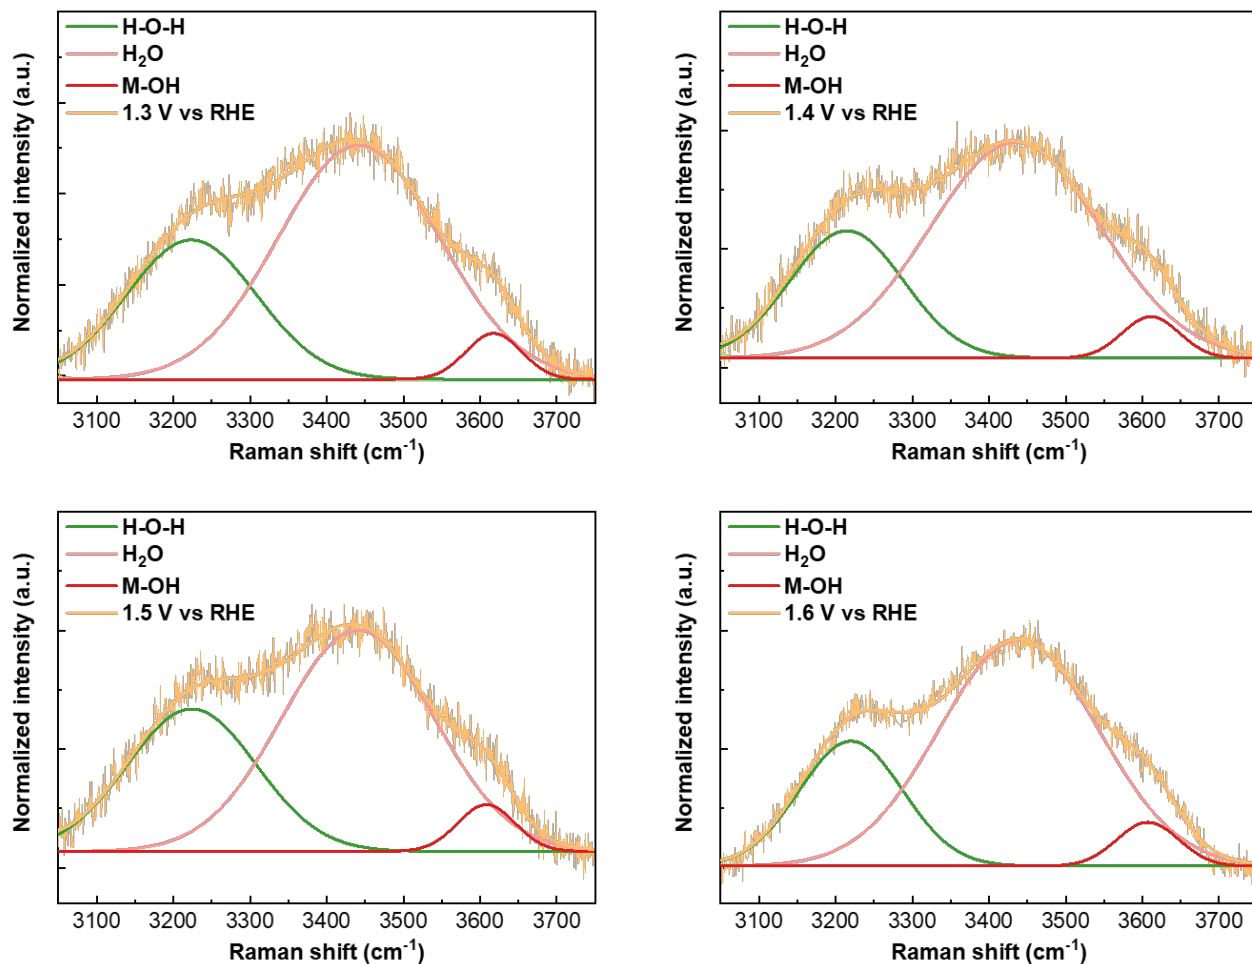 H-O-H
H₂O
M-OH
1.3 V vs RHE
Normalized intensity (a.u.)
3100 3200 3300 3400 3500 3600 3700
Raman shift (cm⁻¹)
H-O-H
H₂O
M-OH
1.4 V vs RHE
Normalized intensity (a.u.)
3100 3200 3300 3400 3500 3600 3700
Raman shift (cm⁻¹)
H-O-H
H₂O
M-OH
1.5 V vs RHE
Normalized intensity (a.u.)
3100 3200 3300 3400 3500 3600 3700
Raman shift (cm⁻¹)
H-O-H
H₂O
M-OH
1.6 V vs RHE
Normalized intensity (a.u.)
3100 3200 3300 3400 3500 3600 3700
Raman shift (cm⁻¹)